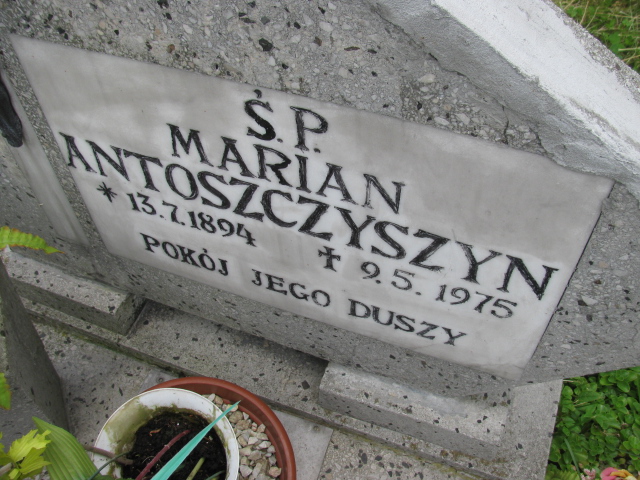 Ś.P.
MARIAN
ANTOSZCZYSZYN
* 13.7.1894 † 9.5.1975
POKÓJ JEGO DUSZY